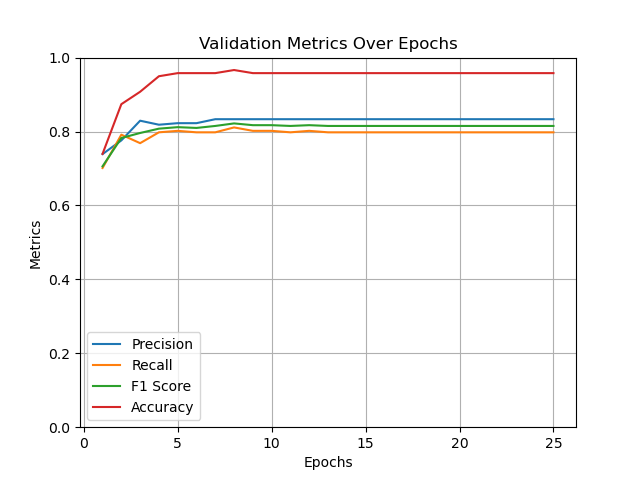 Validation Metrics Over Epochs
Metrics
1.0
0.8
0.6
0.4
0.2
0.0
Precision
Recall
F1 Score
Accuracy
0 5 10 15 20 25
Epochs